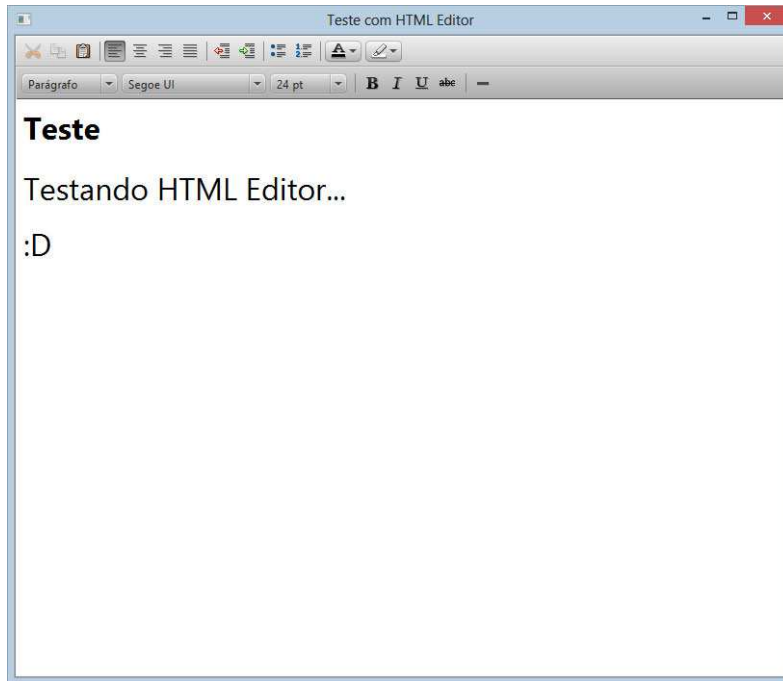 Teste com HTML Editor
Parágrafo Segoe UI 24 pt B I U abc
Teste
Testando HTML Editor...
:D